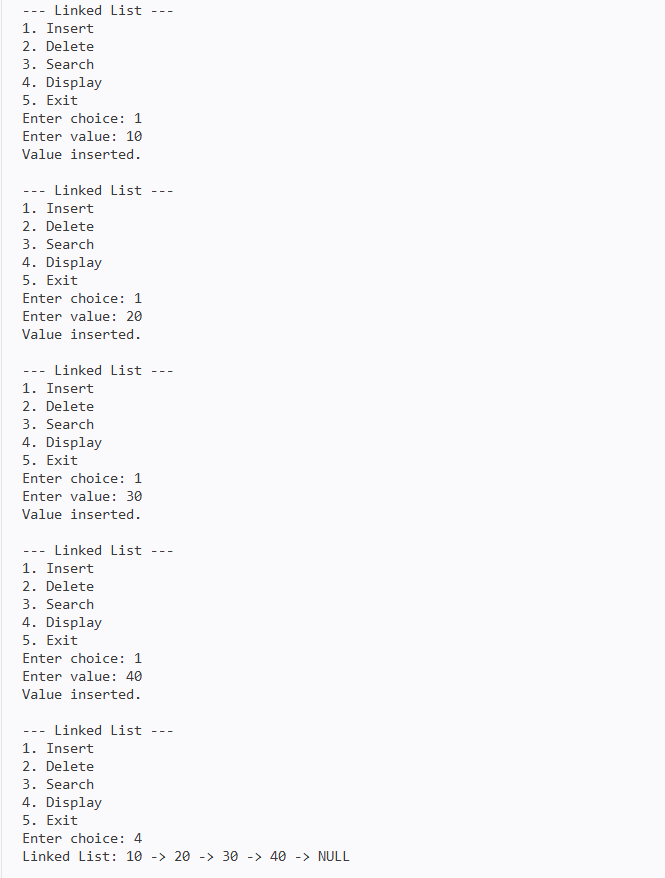 --- Linked List ---
1. Insert
2. Delete
3. Search
4. Display
5. Exit
Enter choice: 1
Enter value: 10
Value inserted.

--- Linked List ---
1. Insert
2. Delete
3. Search
4. Display
5. Exit
Enter choice: 1
Enter value: 20
Value inserted.

--- Linked List ---
1. Insert
2. Delete
3. Search
4. Display
5. Exit
Enter choice: 1
Enter value: 30
Value inserted.

--- Linked List ---
1. Insert
2. Delete
3. Search
4. Display
5. Exit
Enter choice: 1
Enter value: 40
Value inserted.

--- Linked List ---
1. Insert
2. Delete
3. Search
4. Display
5. Exit
Enter choice: 4
Linked List: 10 -> 20 -> 30 -> 40 -> NULL